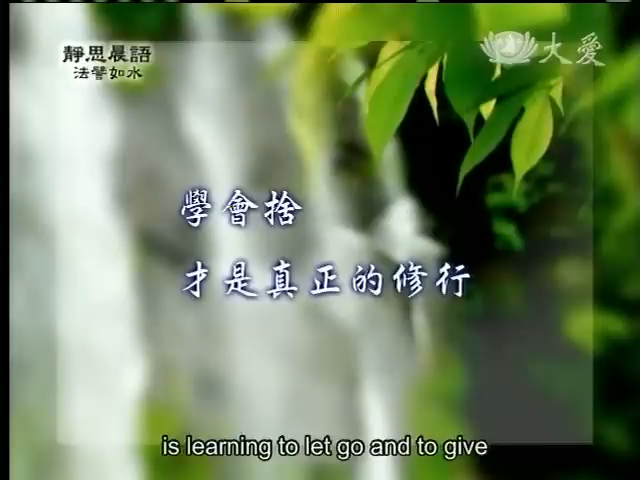 靜思晨語
法譬如水
大愛
學會捨
才是真正的修行
is learning to let go and to give